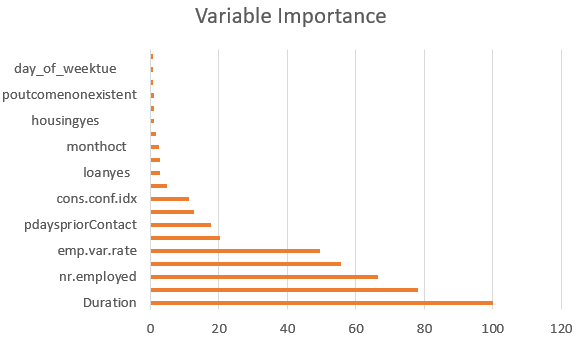 Variable Importance
day_of_weektue
poutcomenonexistent
housingyes
monthoct
loanyes
cons.conf.idx
pdayspriorContact
emp.var.rate
nr.employed
Duration
0 20 40 60 80 100 120